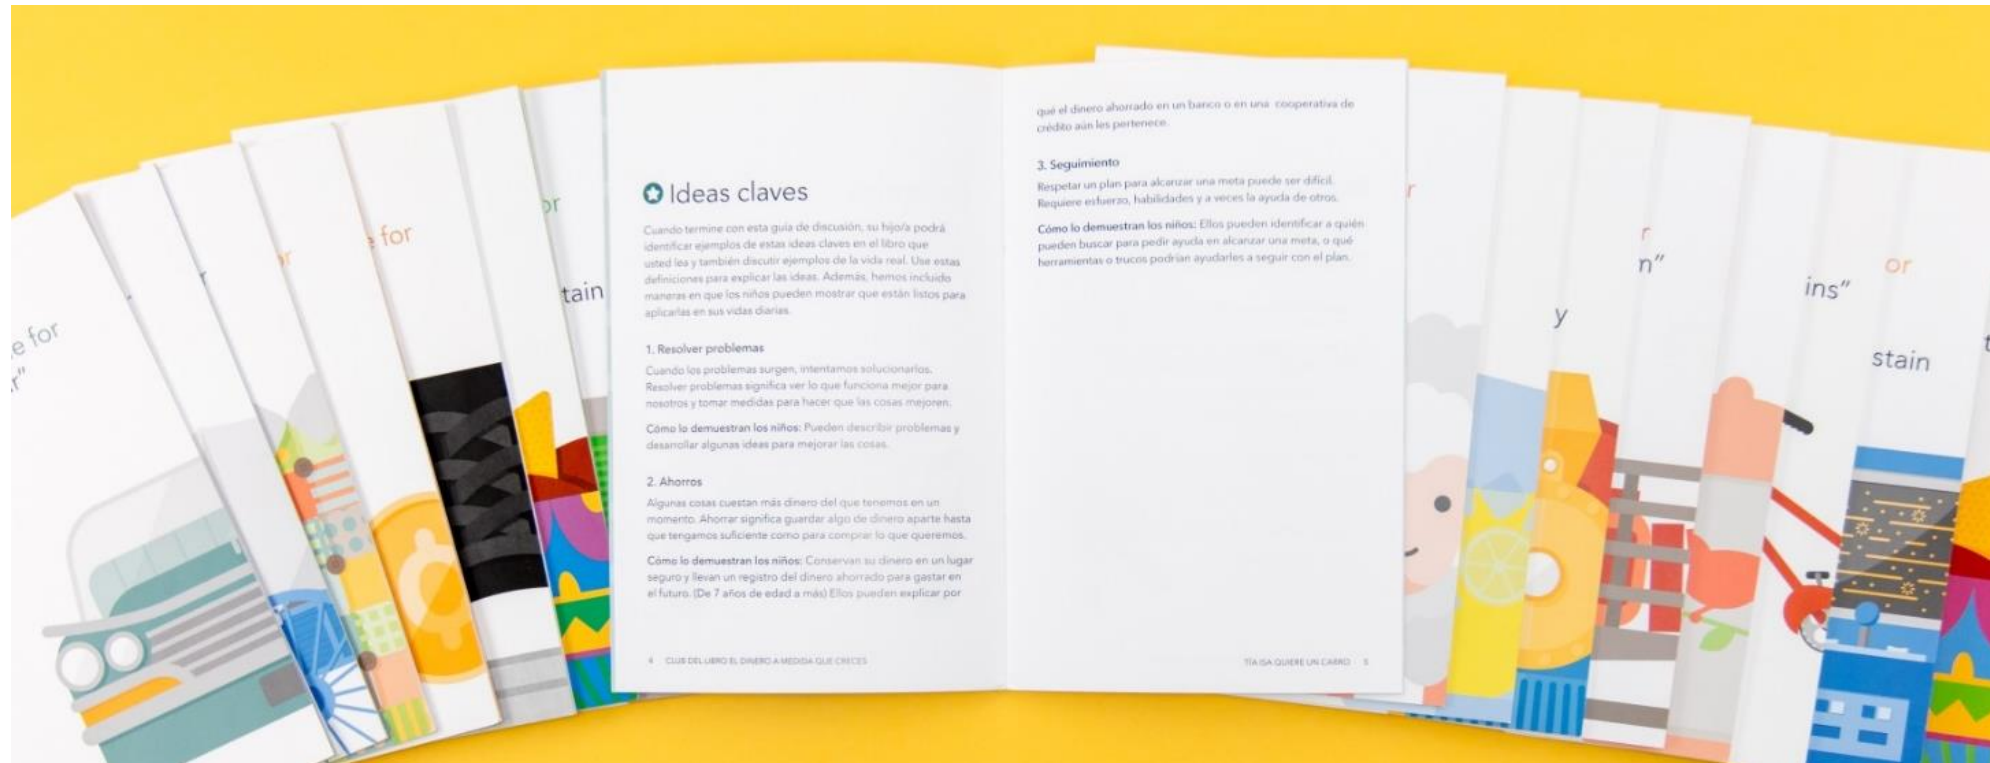 e for
r"
r
or
e for
or
tain
Ideas claves
Cuando termine con esta guía de discusión, su hijo/a podrá
identificar ejemplos de estas ideas claves en el libro que
usted lea y también discutir ejemplos de la vida real. Use estas
definiciones para explicar las ideas. Además, hemos incluido
maneras en que los niños pueden mostrar que están listos para
aplicarlas en sus vidas diarias.
1. Resolver problemas
Cuando los problemas surgen, intentamos solucionarlos.
Resolver problemas significa ver lo que funciona mejor para
nosotros y tomar medidas para hacer que las cosas mejoren.
Cómo lo demuestran los niños: Pueden describir problemas y
desarrollar algunas ideas para mejorar las cosas.
2. Ahorros
Algunas cosas cuestan más dinero del que tenemos en un
momento. Ahorrar significa guardar algo de dinero aparte hasta
que tengamos suficiente como para comprar lo que queremos.
Cómo lo demuestran los niños: Conservan su dinero en un lugar
seguro y llevan un registro del dinero ahorrado para gastar en
el futuro. (De 7 años de edad a más) Ellos pueden explicar por
4 CLUB DEL LIBRO EL DINERO A MEDIDA QUE CRECES
qué el dinero ahorrado en un banco o en una cooperativa de
crédito aún les pertenece.
3. Seguimiento
Respetar un plan para alcanzar una meta puede ser difícil.
Requiere esfuerzo, habilidades y a veces la ayuda de otros.
Cómo lo demuestran los niños: Ellos pueden identificar a quién
pueden buscar para pedir ayuda en alcanzar una meta, o qué
herramientas o trucos podrían ayudarles a seguir con el plan.
TÍA ISA QUIERE UN CARRO 5
r
y
r
n"
ins"
or
stain
t